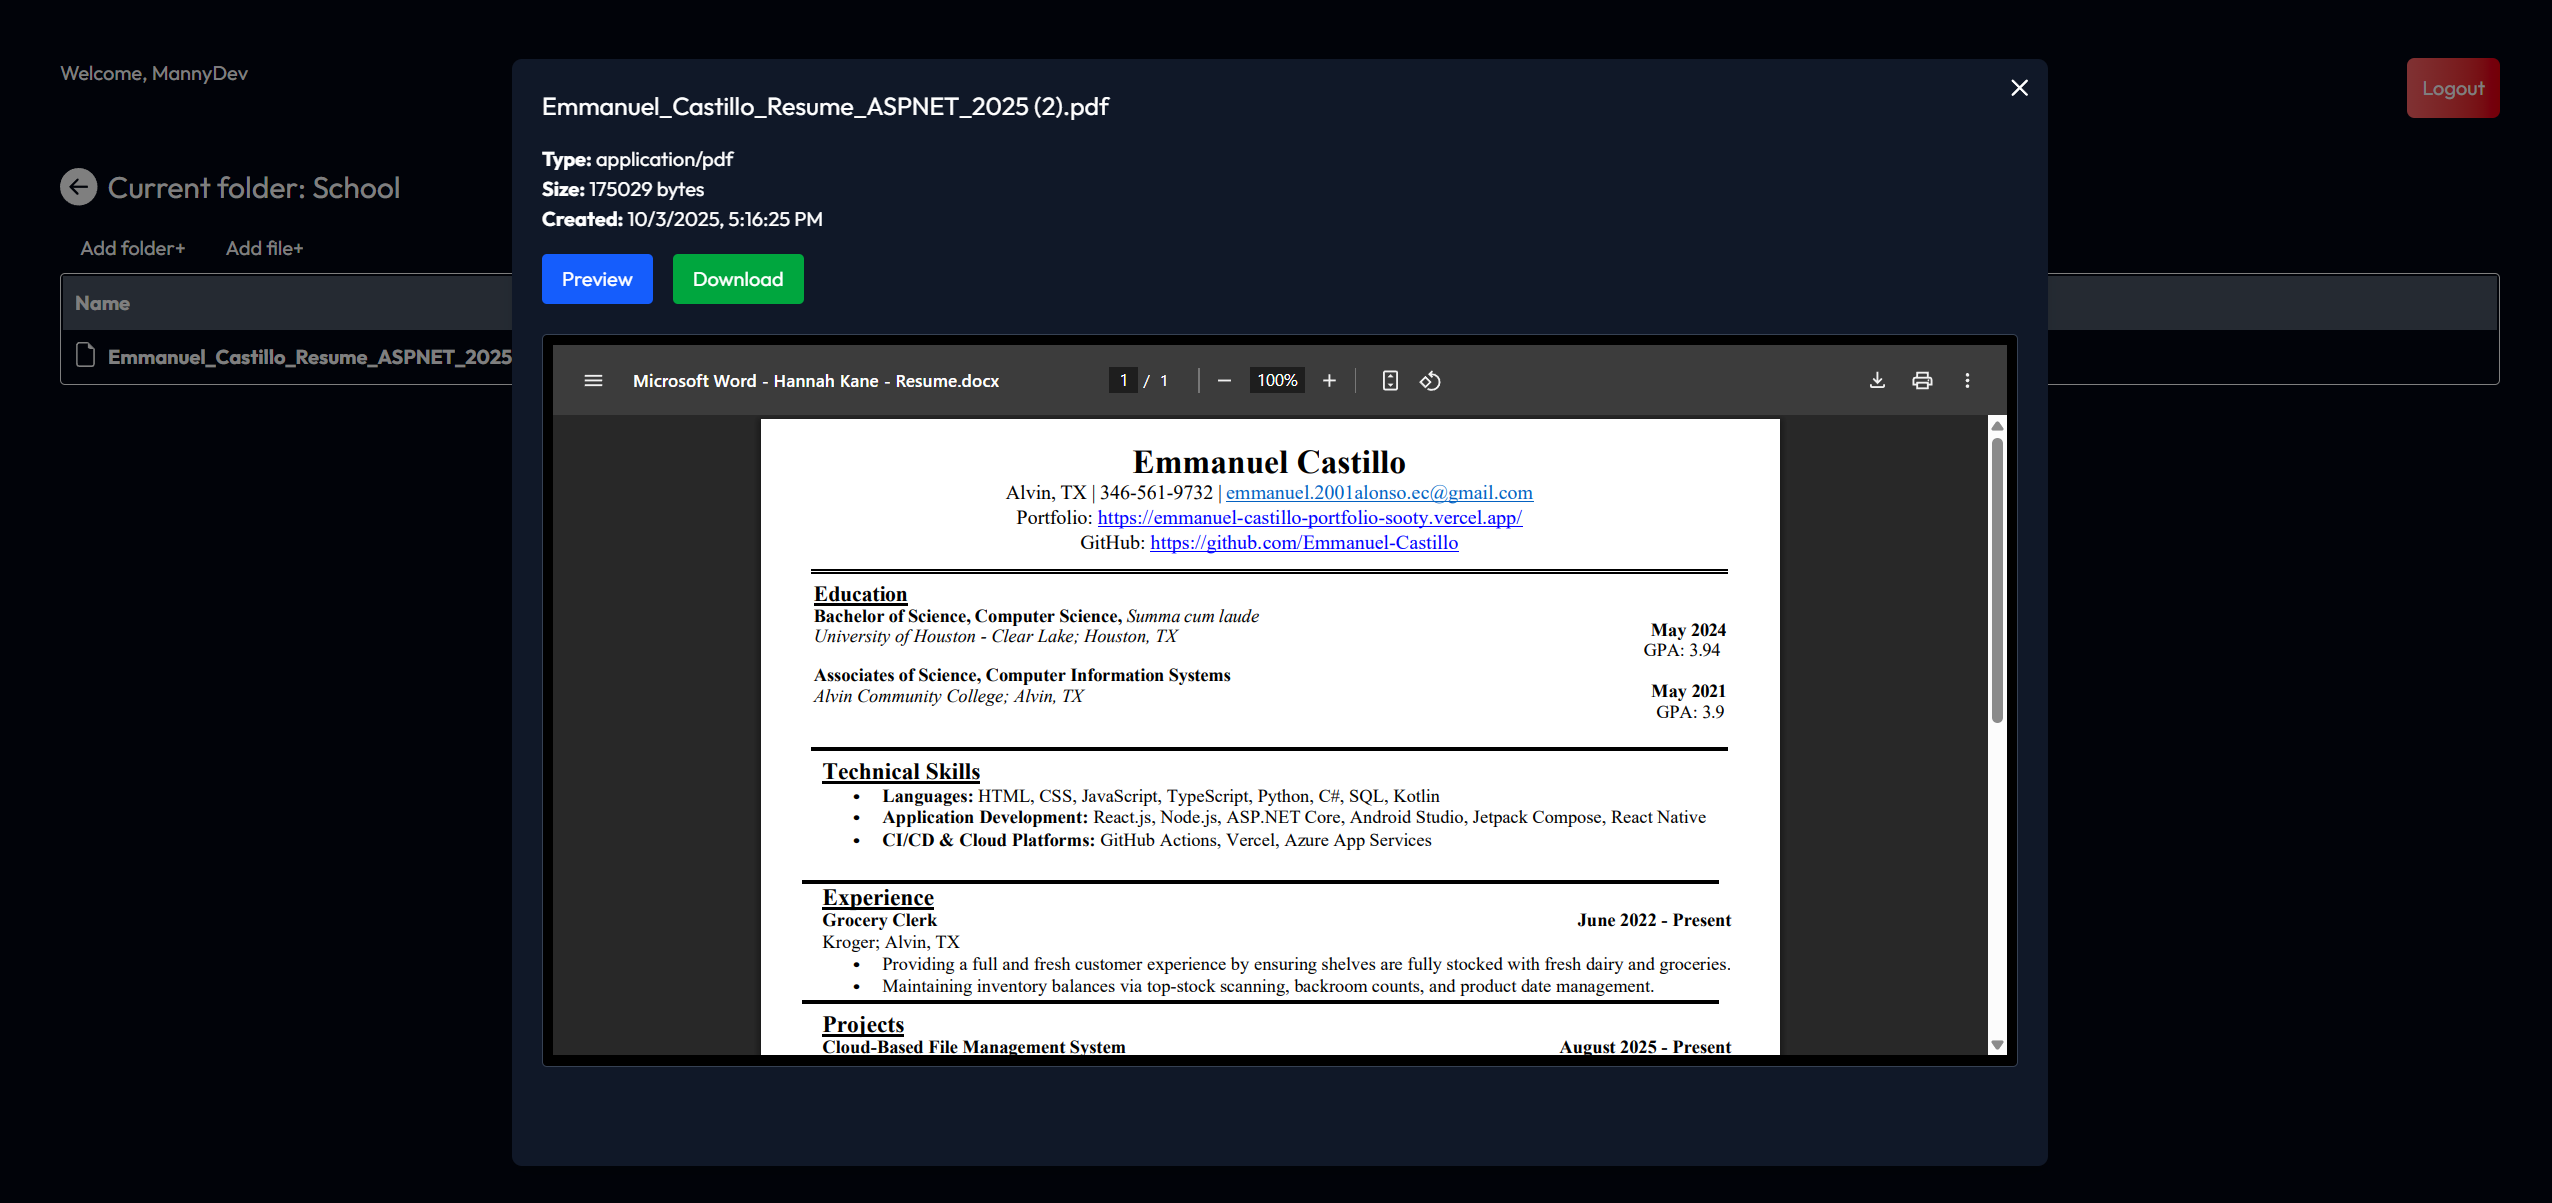 Welcome, MannyDev
Logout
Current folder: School
Add folder+
Add file+
Name
Emmanuel_Castillo_Resume_ASPNET_2025
Emmanuel_Castillo_Resume_ASPNET_2025 (2).pdf
Type: application/pdf
Size: 175029 bytes
Created: 10/3/2025, 5:16:25 PM
Preview
Download
Microsoft Word - Hannah Kane - Resume.docx
1 / 1
100%
Emmanuel Castillo
Alvin, TX | 346-561-9732 | emmanuel.2001alonso.ec@gmail.com
Portfolio: https://emmanuel-castillo-portfolio-sooty.vercel.app/
GitHub: https://github.com/Emmanuel-Castillo
Education
Bachelor of Science, Computer Science, Summa cum laude
University of Houston - Clear Lake; Houston, TX
May 2024
GPA: 3.94
Associates of Science, Computer Information Systems
Alvin Community College; Alvin, TX
May 2021
GPA: 3.9
Technical Skills
• Languages: HTML, CSS, JavaScript, TypeScript, Python, C#, SQL, Kotlin
• Application Development: React.js, Node.js, ASP.NET Core, Android Studio, Jetpack Compose, React Native
• CI/CD & Cloud Platforms: GitHub Actions, Vercel, Azure App Services
Experience
Grocery Clerk June 2022 - Present
Kroger; Alvin, TX
• Providing a full and fresh customer experience by ensuring shelves are fully stocked with fresh dairy and groceries.
• Maintaining inventory balances via top-stock scanning, backroom counts, and product date management.
Projects
Cloud-Based File Management System August 2025 - Present